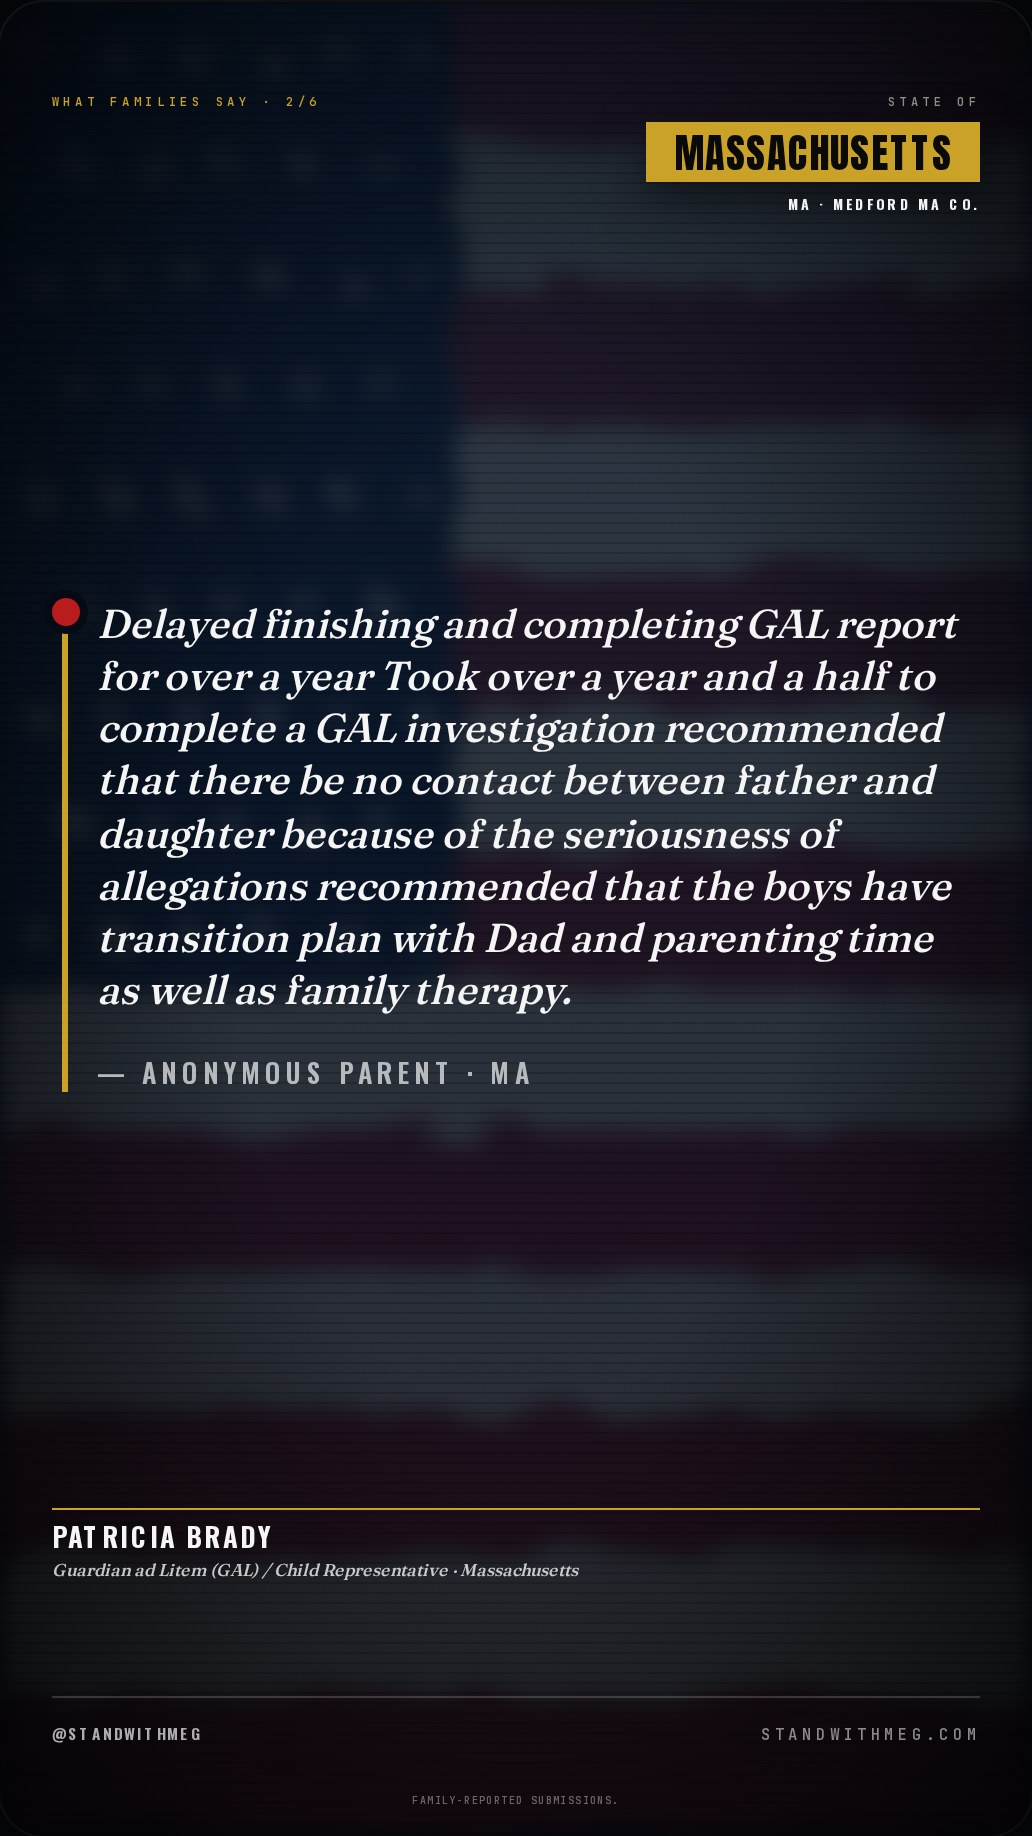 WHAT FAMILIES SAY · 2/6
STATE OF
MASSACHUSETTS
MA · MEDFORD MA CO.
Delayed finishing and completing GAL report
for over a year Took over a year and a half to
complete a GAL investigation recommended
that there be no contact between father and
daughter because of the seriousness of
allegations recommended that the boys have
transition plan with Dad and parenting time
as well as family therapy.
— ANONYMOUS PARENT · MA
PATRICIA BRADY
Guardian ad Litem (GAL) / Child Representative · Massachusetts
@STANDWITHMEG
STANDWITHMEG.COM
FAMILY-REPORTED SUBMISSIONS.